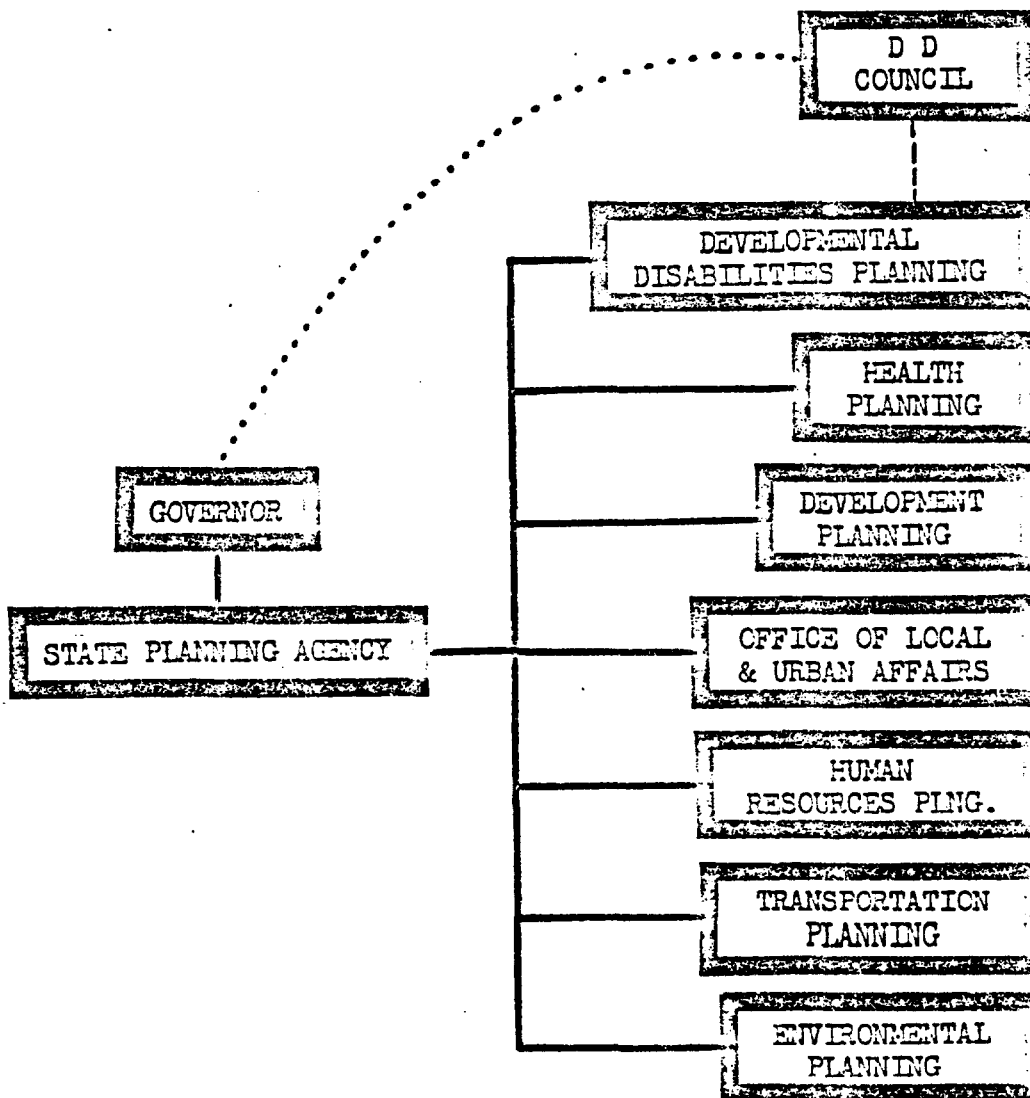 D D
COUNCIL
DEVELOPMENTAL
DISABILITIES PLANNING
HEALTH
PLANNING
DEVELOPMENT
PLANNING
GOVERNOR
STATE PLANNING AGENCY
OFFICE OF LOCAL
& URBAN AFFAIRS
HUMAN
RESOURCES PLNG.
TRANSPORTATION
PLANNING
ENVIRONMENTAL
PLANNING